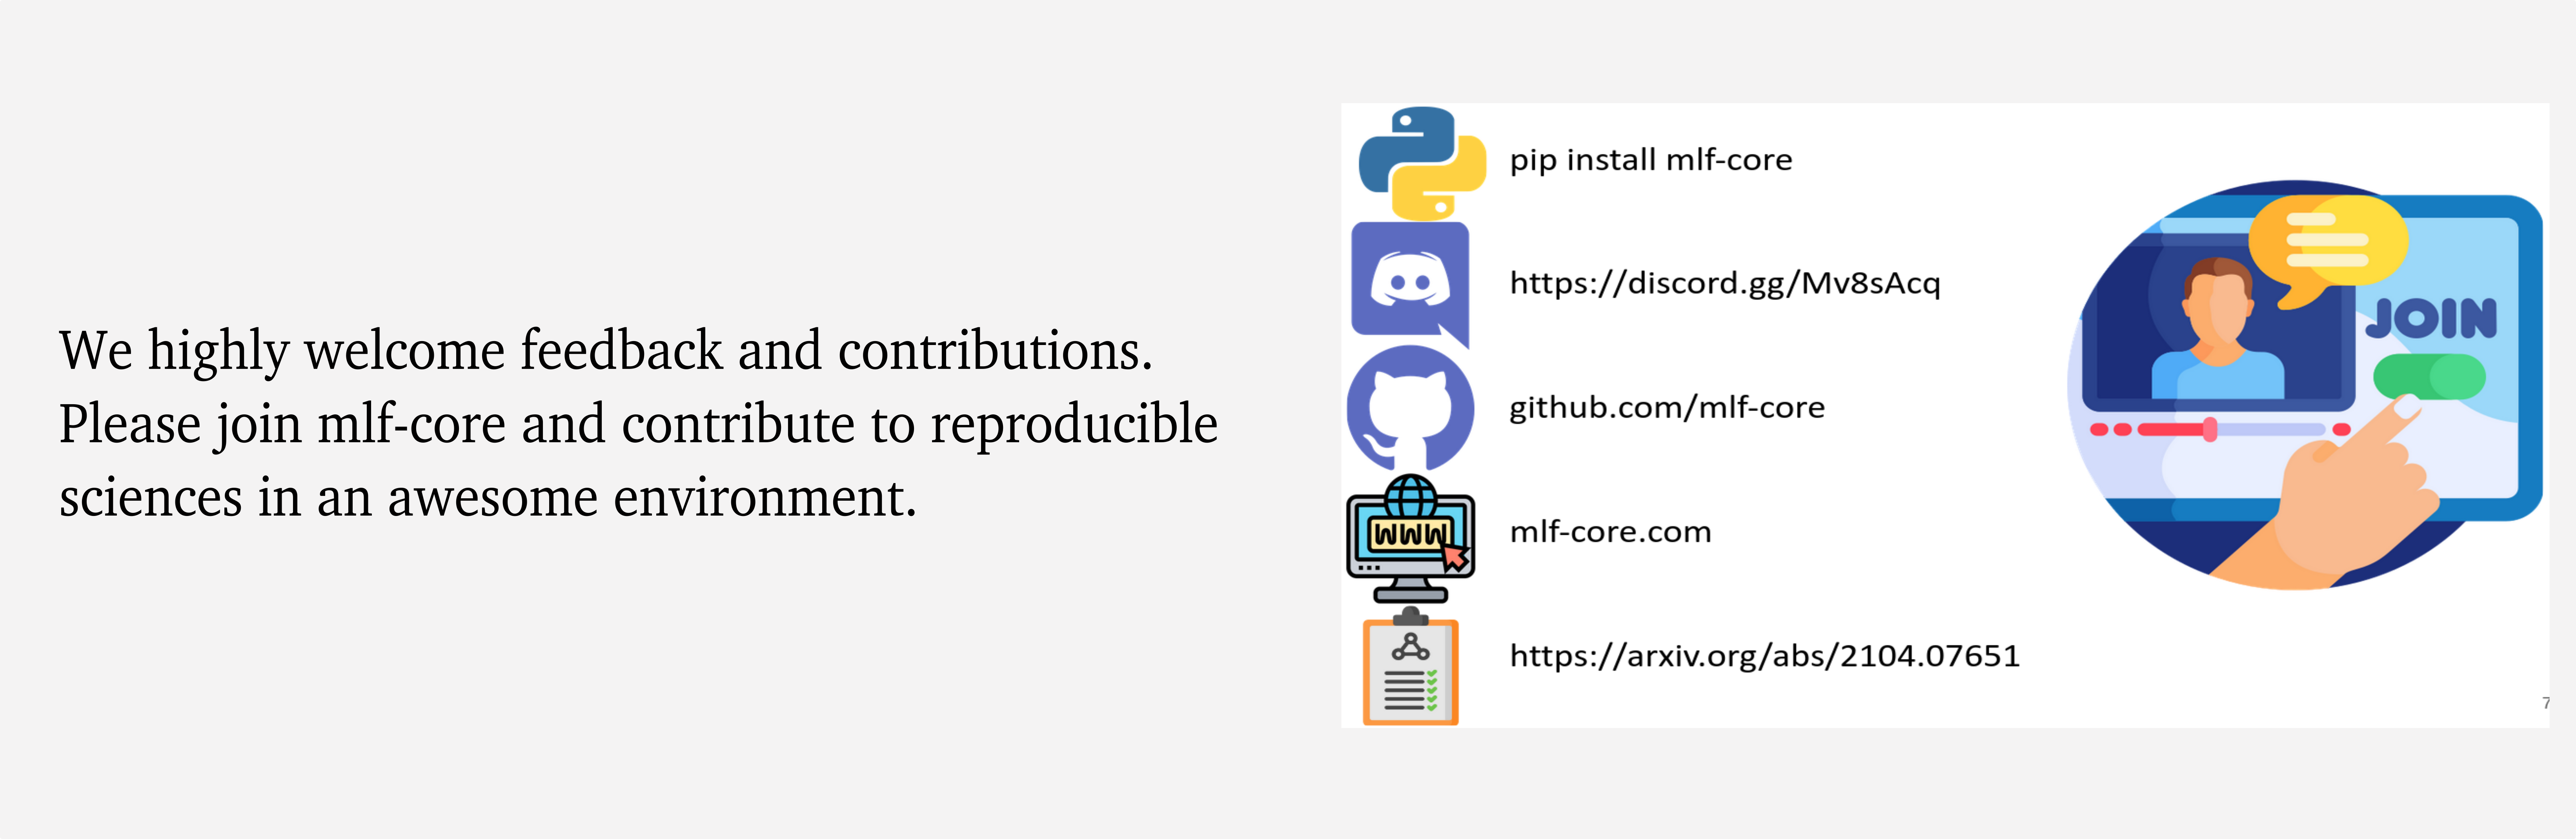 We highly welcome feedback and contributions.
Please join mlf-core and contribute to reproducible
sciences in an awesome environment.
pip install mlf-core
https://discord.gg/Mv8sAcq
github.com/mlf-core
WWW
mlf-core.com
https://arxiv.org/abs/2104.07651
JOIN
7